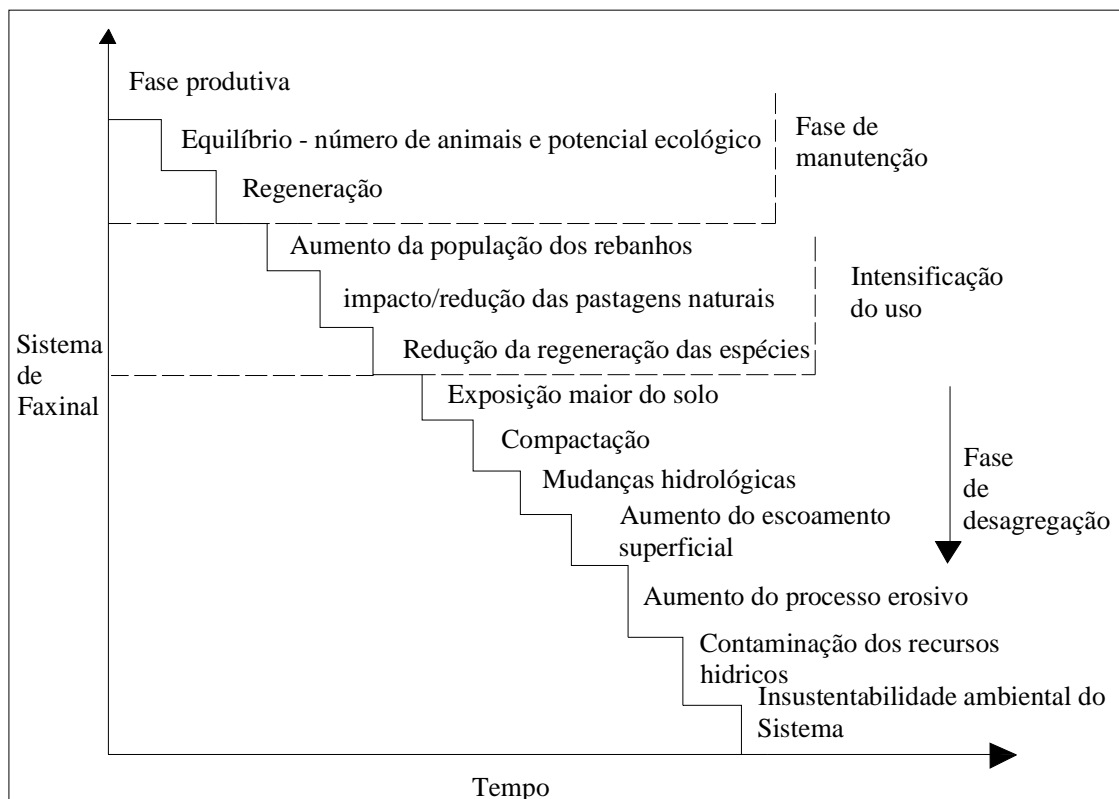 Fase produtiva
Equilíbrio - número de animais e potencial ecológico
Regeneração
Fase de
manutenção
Aumento da população dos rebanhos
impacto/redução das pastagens naturais
Redução da regeneração das espécies
Intensificação
do uso
Sistema
de
Faxinal
Exposição maior do solo
Compactação
Mudanças hidrológicas
Aumento do escoamento
superficial
Aumento do processo erosivo
Contaminação dos recursos
hidricos
Insustentabilidade ambiental do
Sistema
Fase
de
desagregação
Tempo